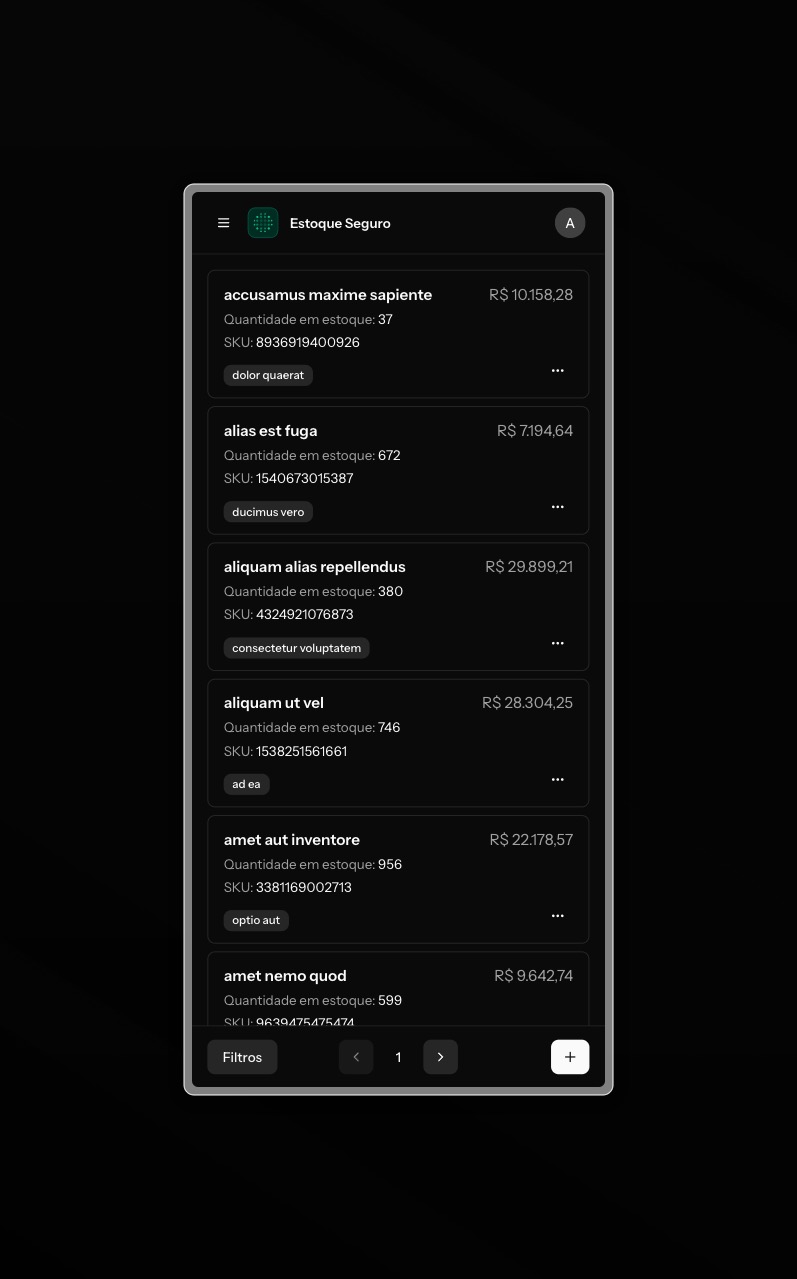 Estoque Seguro
A
accusamus maxime sapiente R$ 10.158,28
Quantidade em estoque: 37
SKU: 8936919400926
dolor quaerat
alias est fuga R$ 7.194,64
Quantidade em estoque: 672
SKU: 1540673015387
ducimus vero
aliquam alias repellendus R$ 29.899,21
Quantidade em estoque: 380
SKU: 4324921076873
consectetur voluptatem
aliquam ut vel R$ 28.304,25
Quantidade em estoque: 746
SKU: 1538251561661
ad ea
amet aut inventore R$ 22.178,57
Quantidade em estoque: 956
SKU: 3381169002713
optio aut
amet nemo quod R$ 9.642,74
Quantidade em estoque: 599
SKU: 9639475475474
Filtros 1